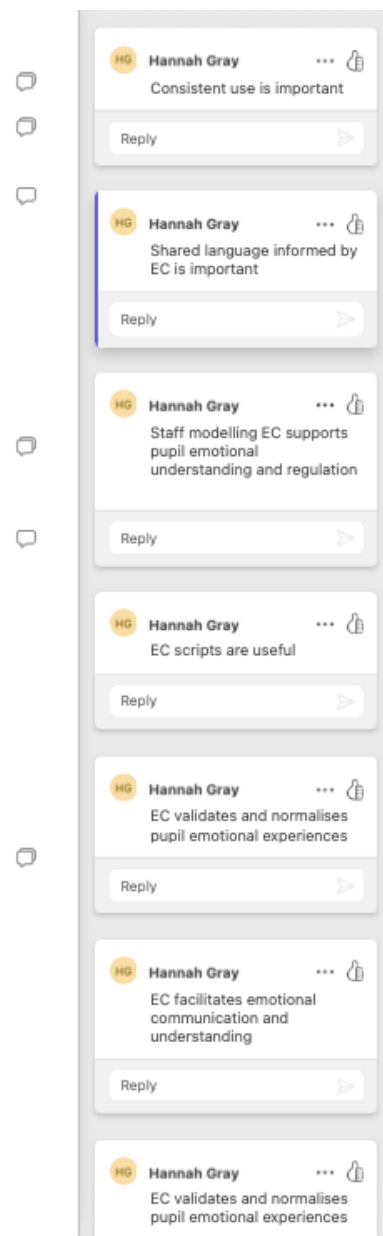 HG Hannah Gray ...
Consistent use is important
Reply
HG Hannah Gray ...
Shared language informed by
EC is important
Reply
HG Hannah Gray ...
Staff modelling EC supports
pupil emotional
understanding and regulation
Reply
HG Hannah Gray ...
EC scripts are useful
Reply
HG Hannah Gray ...
EC validates and normalises
pupil emotional experiences
Reply
HG Hannah Gray ...
EC facilitates emotional
communication and
understanding
Reply
HG Hannah Gray ...
EC validates and normalises
pupil emotional experiences